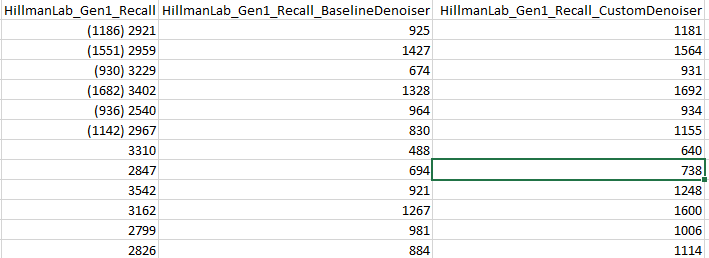 HillmanLab_Gen1_Recall HillmanLab_Gen1_Recall_BaselineDenoiser HillmanLab_Gen1_Recall_CustomDenoiser
(1186) 2921 925 1181
(1551) 2959 1427 1564
(930) 3229 674 931
(1682) 3402 1328 1692
(936) 2540 964 934
(1142) 2967 830 1155
3310 488 640
2847 694 738
3542 921 1248
3162 1267 1600
2799 981 1006
2826 884 1114